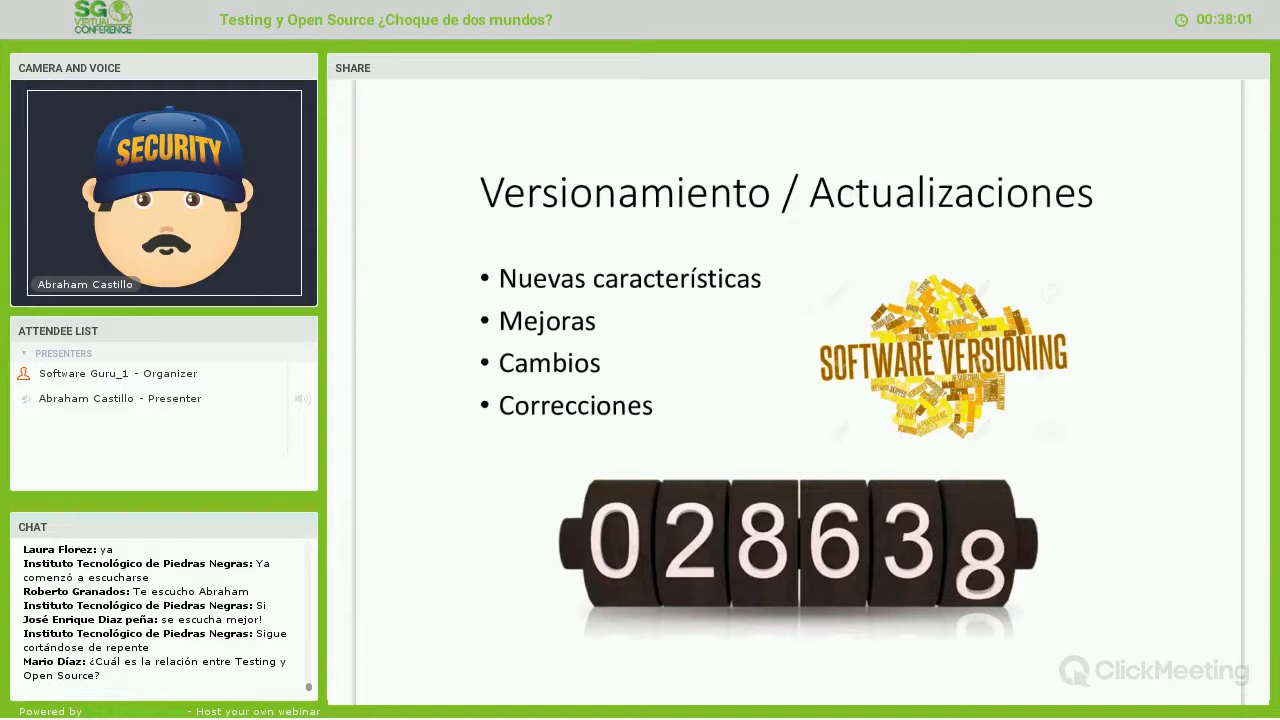 SG
VIRTUAL
CONFERENCE
Testing y Open Source ¿Choque de dos mundos?
00:38:01
CAMERA AND VOICE
SECURITY
Abraham Castillo
ATTENDEE LIST
PRESENTERS
Software Guru_1 - Organizer
Abraham Castillo - Presenter
CHAT
Laura Florez: ya
Instituto Tecnológico de Piedras Negras: Ya
comenzó a escucharse
Roberto Granados: Te escucho Abraham
Instituto Tecnológico de Piedras Negras: Si
José Enrique Diaz peña: se escucha mejor!
Instituto Tecnológico de Piedras Negras: Sigue
cortándose de repente
Mario Díaz: ¿Cuál es la relación entre Testing y
Open Source?
Powered by
- Host your own webinar
SHARE
Versionamiento / Actualizaciones
• Nuevas características
• Mejoras
• Cambios
• Correcciones
SOFTWARE VERSIONING
028638
ClickMeeting